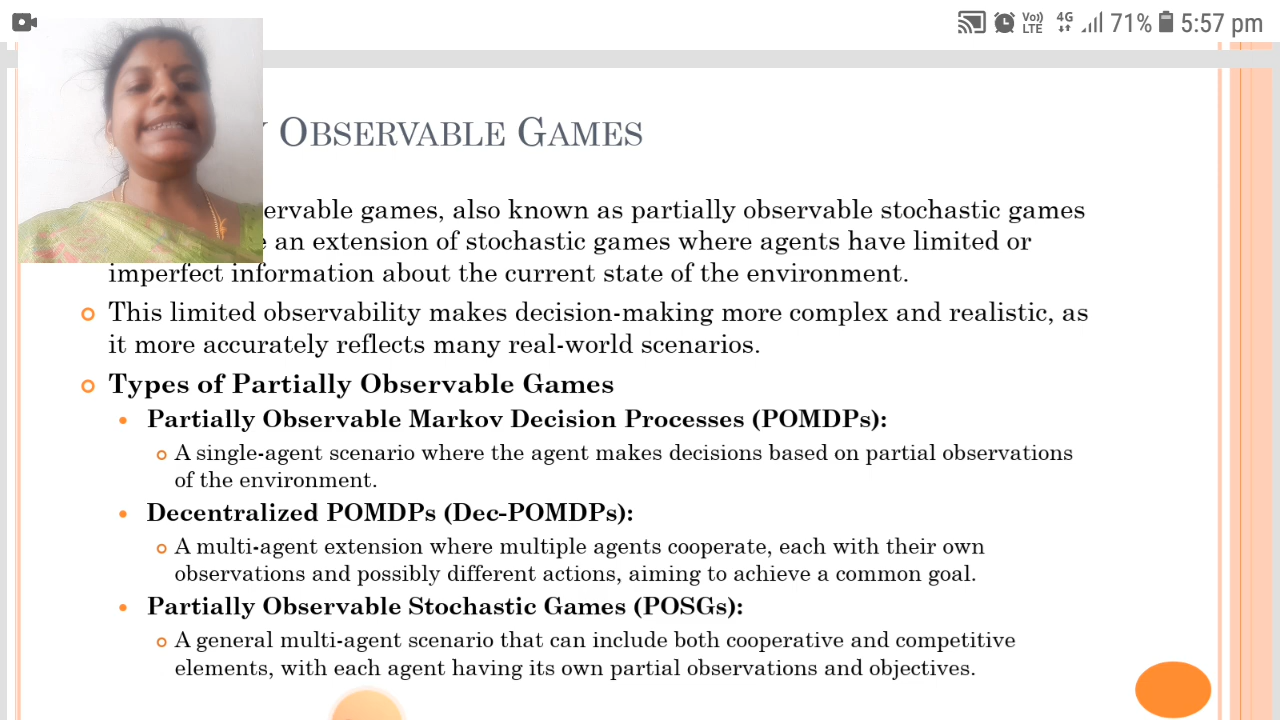 Vo)) 4G 71% 5:57 pm
LTE
OBSERVABLE GAMES
games, also known as partially observable stochastic games
an extension of stochastic games where agents have limited or
imperfect information about the current state of the environment.
This limited observability makes decision-making more complex and realistic, as
it more accurately reflects many real-world scenarios.
Types of Partially Observable Games
Partially Observable Markov Decision Processes (POMDPs):
A single-agent scenario where the agent makes decisions based on partial observations
of the environment.
Decentralized POMDPs (Dec-POMDPs):
A multi-agent extension where multiple agents cooperate, each with their own
observations and possibly different actions, aiming to achieve a common goal.
Partially Observable Stochastic Games (POSGs):
A general multi-agent scenario that can include both cooperative and competitive
elements, with each agent having its own partial observations and objectives.